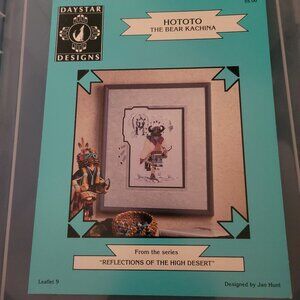 DAYSTAR
DESIGNS
HOTOTO
THE BEAR KACHINA
From the series
"REFLECTIONS OF THE HIGH DESERT"
Leaflet 9
Designed by Jan Hunt